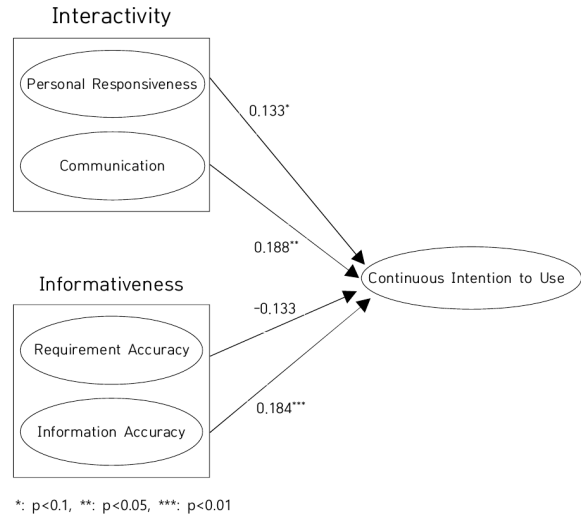 Interactivity
Personal Responsiveness
0.133*
Communication
0.188**
Continuous Intention to Use
Informativeness
-0.133
Requirement Accuracy
0.184***
Information Accuracy
*: p<0.1, **: p<0.05, ***: p<0.01